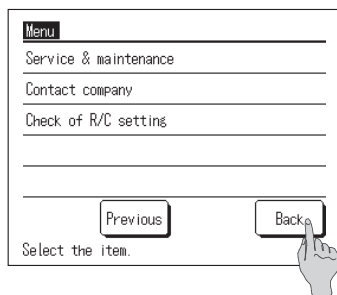 Menu
Service & maintenance
Contact company
Check of R/C setting
Previous Back
Select the item.